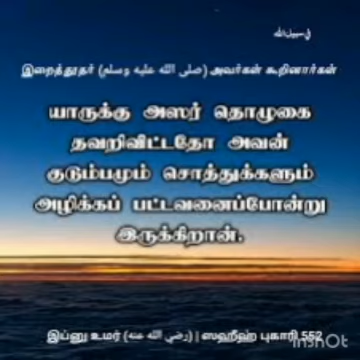 في سبيل الله
இறைத்தூதர் (صلى الله عليه وسلم) அவர்கள் கூறினார்கள்
யாருக்கு அஸர் தொழுகை
தவறிவிட்டதோ அவன்
குடும்பமும் சொத்துக்களும்
அழிக்கப் பட்டவனைப்போன்று
இருக்கிறான்.
இப்னு உமர் (رضي الله عنه) | ஸஹீஹ் புகாரி 552
InShOt